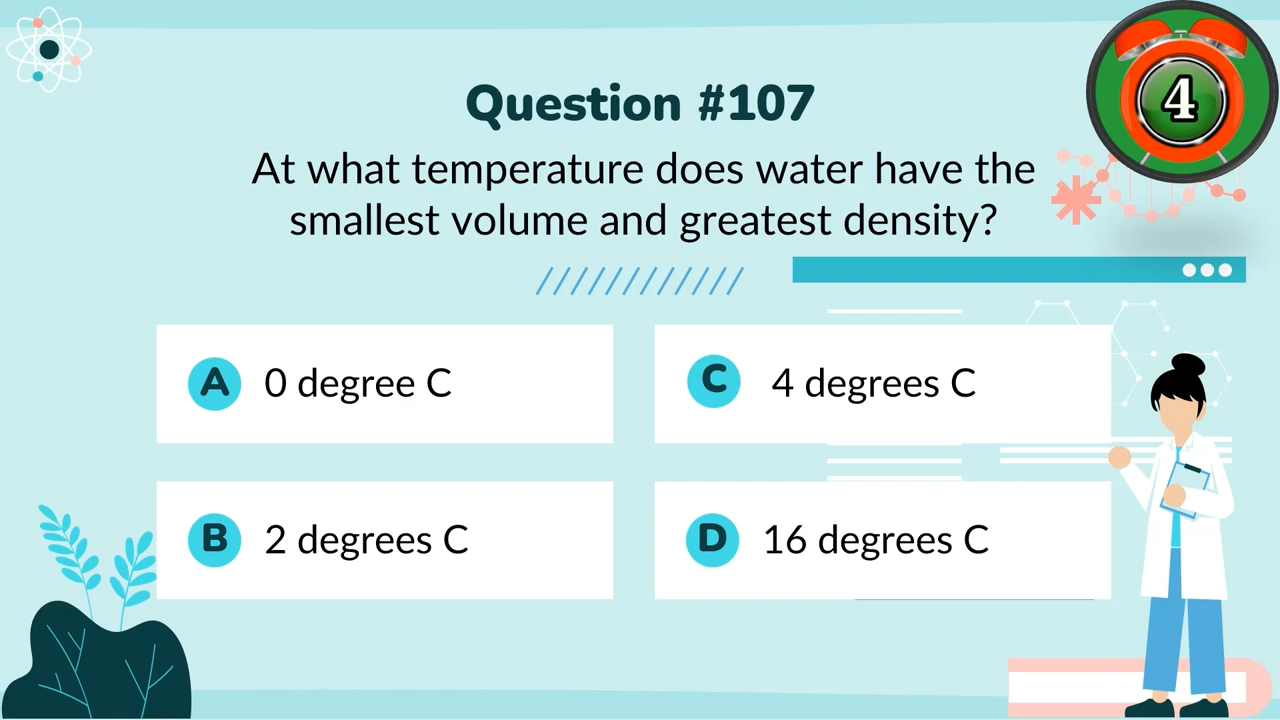 4
Question #107
At what temperature does water have the
smallest volume and greatest density?
A 0 degree C
B 2 degrees C
C 4 degrees C
D 16 degrees C